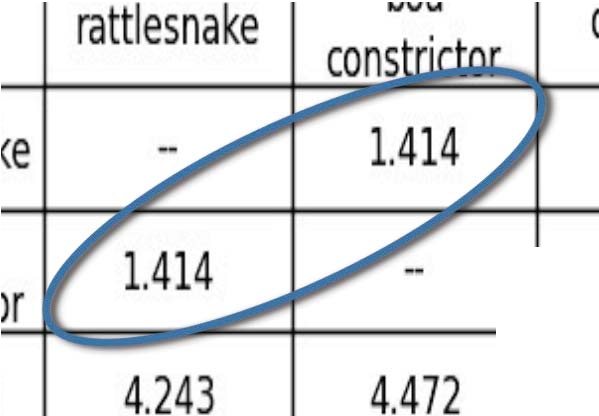 rattlesnake
constrictor
-- 1.414
1.414 --
4.243 4.472